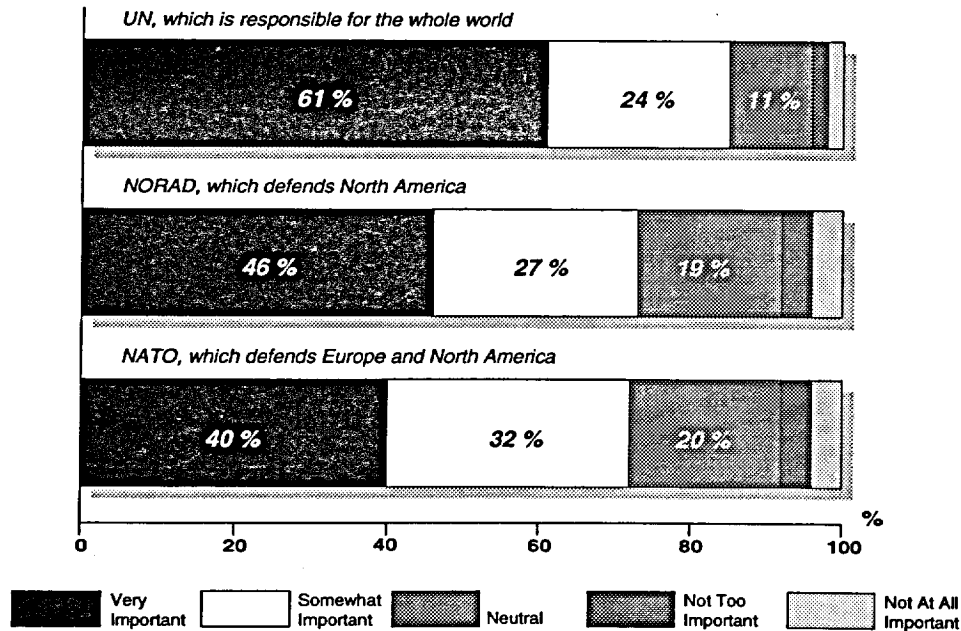 UN, which is responsible for the whole world
61 % 24 % 11 %
NORAD, which defends North America
46 % 27 % 19 %
NATO, which defends Europe and North America
40 % 32 % 20 %
%
0 20 40 60 80 100
Very Important
Somewhat Important
Neutral
Not Too Important
Not At All Important